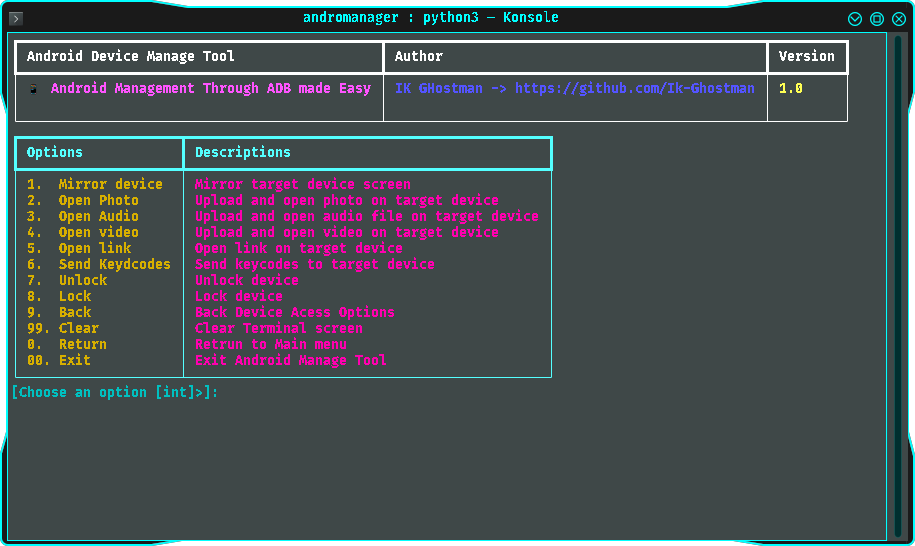 andromanager : python3 — Konsole
Android Device Manage Tool Author Version
Android Management Through ADB made Easy IK GHostman -> https://github.com/Ik-Ghostman 1.0
Options Descriptions
1. Mirror device Mirror target device screen
2. Open Photo Upload and open photo on target device
3. Open Audio Upload and open audio file on target device
4. Open video Upload and open video on target device
5. Open link Open link on target device
6. Send Keydcodes Send keycodes to target device
7. Unlock Unlock device
8. Lock Lock device
9. Back Back Device Acess Options
99. Clear Clear Terminal screen
0. Return Retrun to Main menu
00. Exit Exit Android Manage Tool
[Choose an option [int]>]: